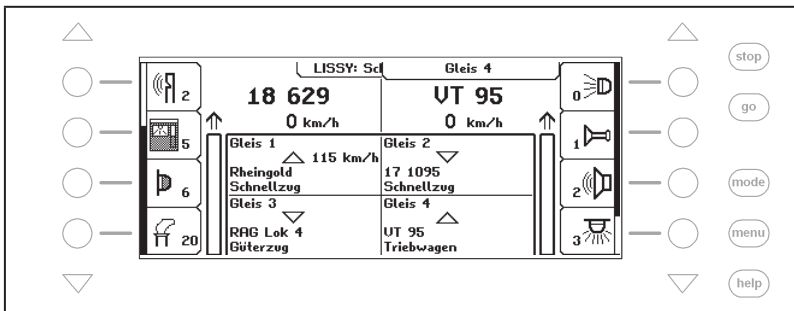 LISSY: Scl
Gleis 4
18 629
VT 95
0 km/h
0 km/h
2
5
6
20
Gleis 1
115 km/h
Rheingold
Schnellzug
Gleis 2
17 1095
Schnellzug
Gleis 3
RAG Lok 4
Güterzug
Gleis 4
VT 95
Triebwagen
0
1
2
3
stop
go
mode
menu
help